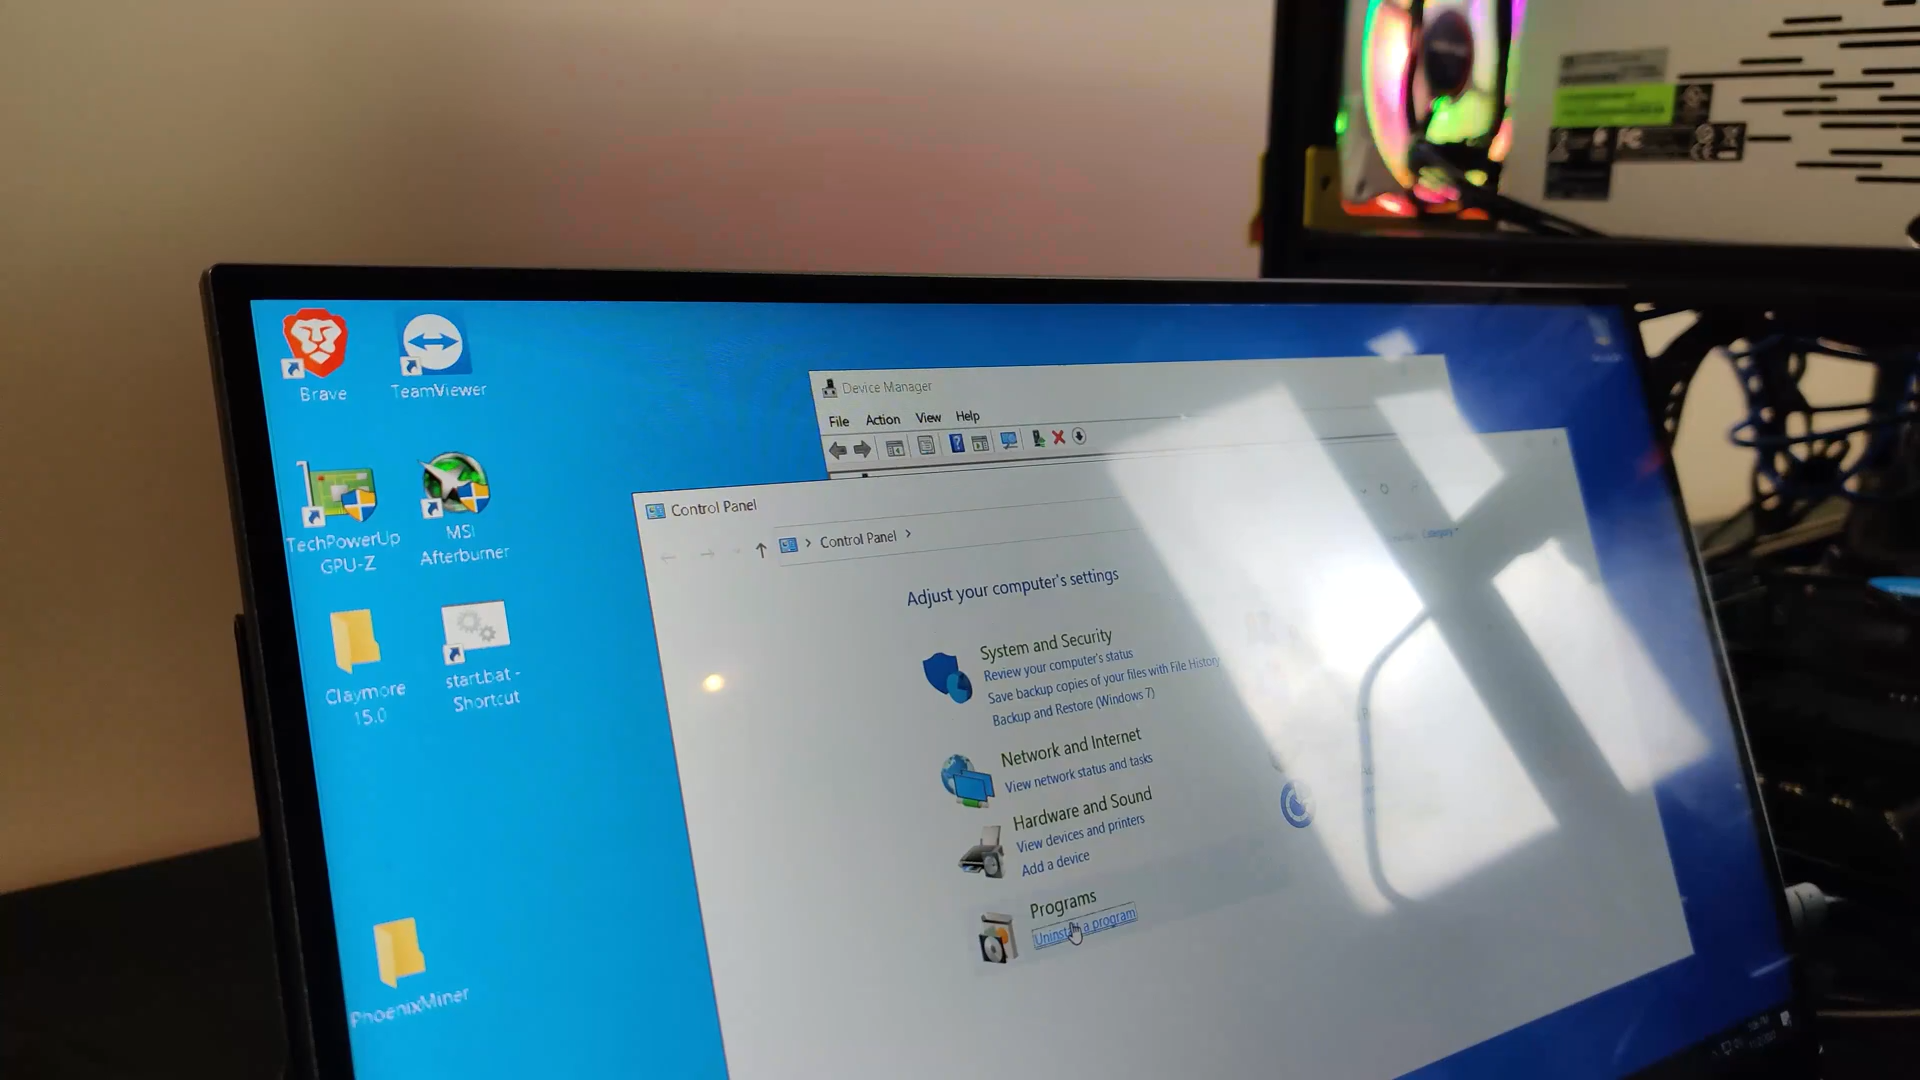 Brave
TeamViewer
TechPowerUp
GPU-Z
MSI
Afterburner
Claymore
15.0
start.bat -
Shortcut
PhoenixMiner
Device Manager
File Action View Help
Control Panel
Control Panel
Adjust your computer's settings
Category
System and Security
Review your computer's status
Save backup copies of your files with File History
Backup and Restore (Windows 7)
Network and Internet
View network status and tasks
Hardware and Sound
View devices and printers
Add a device
Programs
Uninstall a program
FC